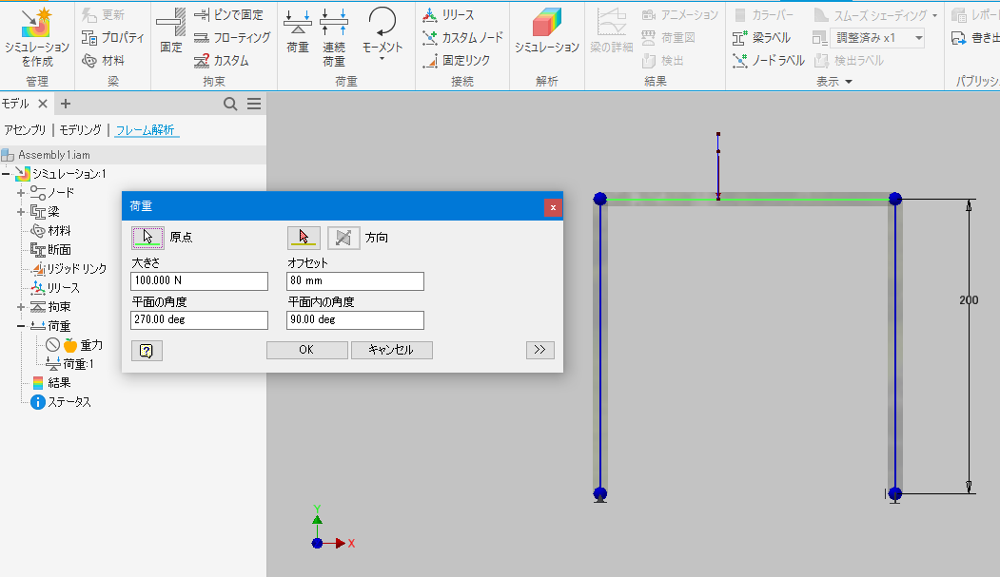 シミュレーション
を作成
管理
更新
プロパティ
材料
梁
固定
ピンで固定
フローティング
カスタム
拘束
荷重
連続
荷重
モーメント
荷重
リリース
カスタム ノード
固定リンク
接続
シミュレーション
解析
梁の詳細
アニメーション
荷重図
検出
結果
カラーバー
梁ラベル
ノードラベル
スムーズ シェーディング
調整済み x1
検出ラベル
表示
レポー
書き出
パブリッシ
モデル
アセンブリ | モデリング | フレーム解析
Assembly1.iam
シミュレーション:1
ノード
梁
材料
断面
リジッド リンク
リリース
拘束
荷重
重力
荷重:1
結果
ステータス
荷重
x
原点
方向
大きさ
オフセット
100.000 N
80 mm
平面の角度
平面内の角度
270.00 deg
90.00 deg
?
OK
キャンセル
>>
200
Y
X